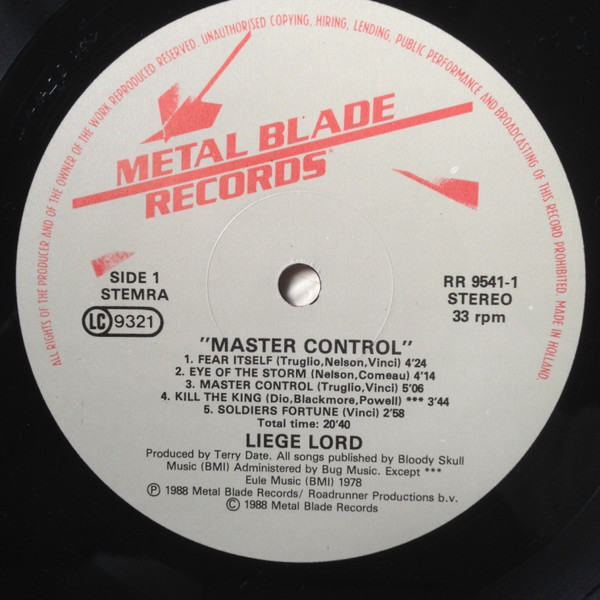 ALL RIGHTS OF THE PRODUCER AND OF THE OWNER OF THE WORK REPRODUCED RESERVED. UNAUTHORISED COPYING, HIRING, LENDING, PUBLIC PERFORMANCE AND BROADCASTING OF THIS RECORD PROHIBITED. MADE IN HOLLAND.
METAL BLADE
RECORDS
SIDE 1
STEMRA
LC 9321
RR 9541-1
STEREO
33 rpm
"MASTER CONTROL"
1. FEAR ITSELF (Truglio,Nelson,Vinci) 4'24
2. EYE OF THE STORM (Nelson,Comeau) 4'14
3. MASTER CONTROL (Truglio,Vinci) 5'06
4. KILL THE KING (Dio,Blackmore,Powell) *** 3'44
5. SOLDIERS FORTUNE (Vinci) 2'58
Total time: 20'40
LIEGE LORD
Produced by Terry Date. All songs published by Bloody Skull
Music (BMI) Administered by Bug Music. Except ***
Eule Music (BMI) 1978
Ⓟ 1988 Metal Blade Records/ Roadrunner Productions b.v.
© 1988 Metal Blade Records